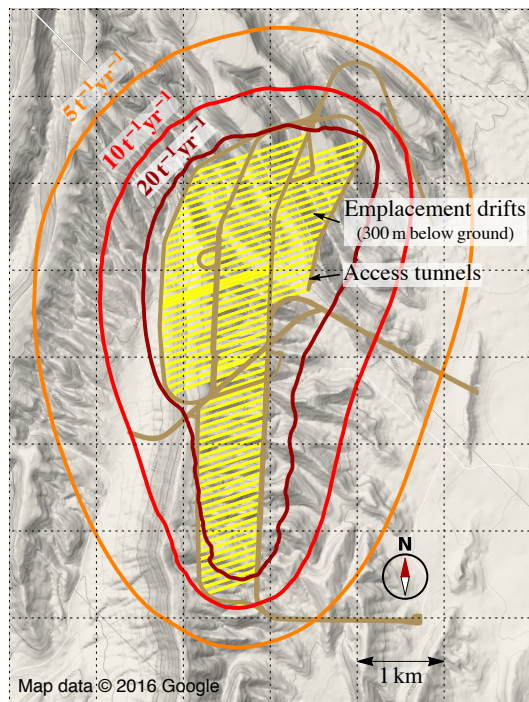 5 t⁻¹ yr⁻¹
10 t⁻¹ yr⁻¹
20 t⁻¹ yr⁻¹
Emplacement drifts
(300 m below ground)
Access tunnels
N
1 km
Map data © 2016 Google